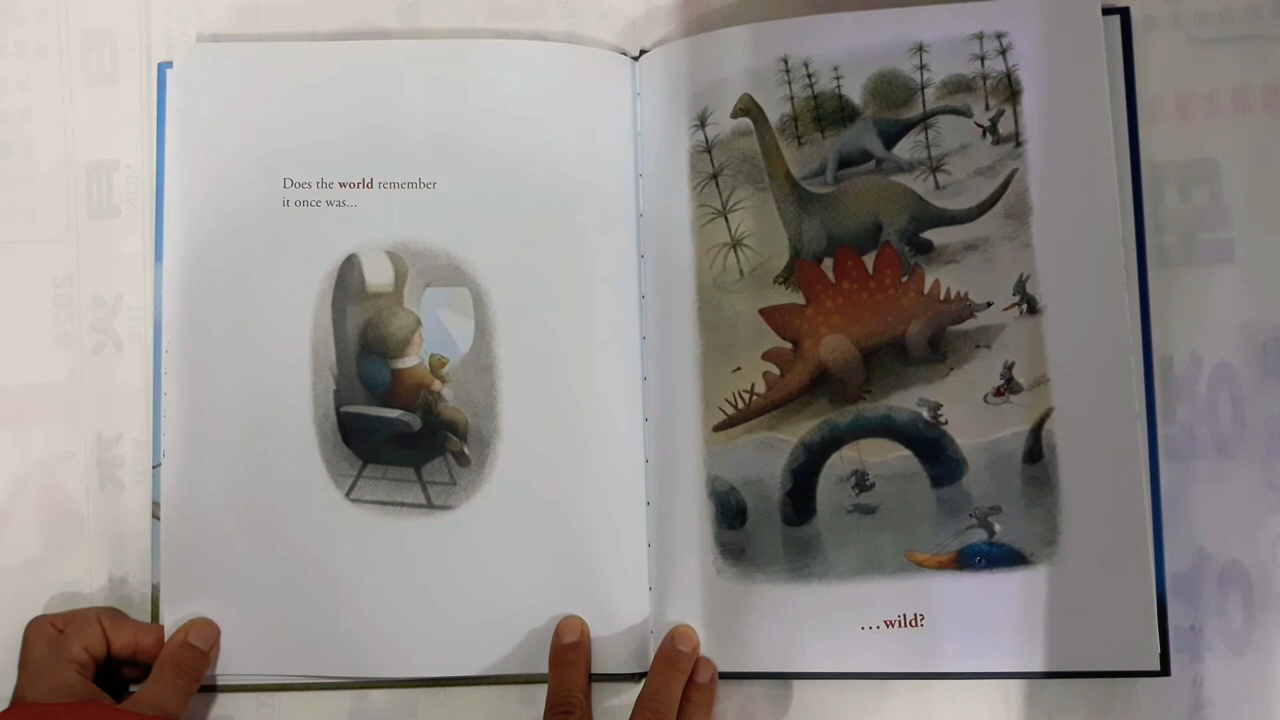 Does the world remember
it once was...
...wild?